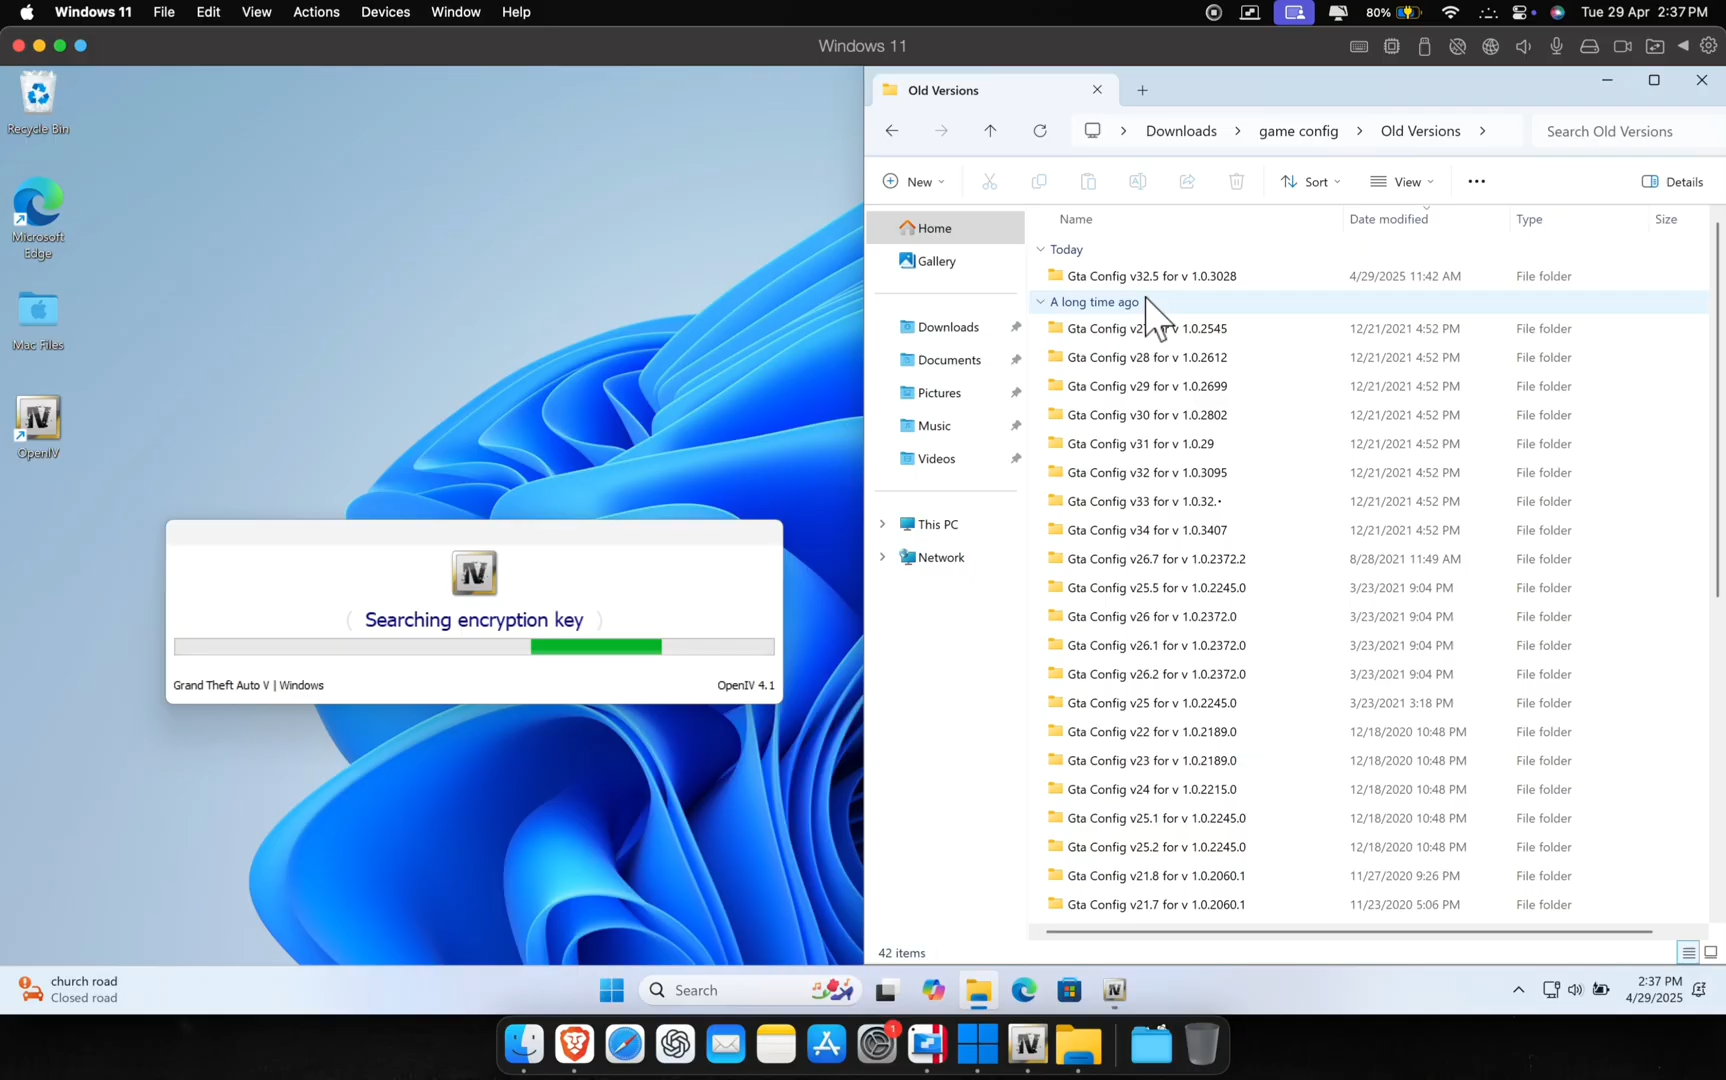 Windows 11 File Edit View Actions Devices Window Help 80% Tue 29 Apr 2:37 PM
Windows 11
Recycle Bin
Microsoft
Edge
Mac Files
OpenIV
Searching encryption key
Grand Theft Auto V | Windows OpenIV 4.1
Old Versions
Downloads > game config > Old Versions > Search Old Versions
New Sort View Details
Home
Gallery
Downloads
Documents
Pictures
Music
Videos
This PC
Network
Name Date modified Type Size
Today
Gta Config v32.5 for v 1.0.3028 4/29/2025 11:42 AM File folder
A long time ago
Gta Config v 1.0.2545 12/21/2021 4:52 PM File folder
Gta Config v28 for v 1.0.2612 12/21/2021 4:52 PM File folder
Gta Config v29 for v 1.0.2699 12/21/2021 4:52 PM File folder
Gta Config v30 for v 1.0.2802 12/21/2021 4:52 PM File folder
Gta Config v31 for v 1.0.29 12/21/2021 4:52 PM File folder
Gta Config v32 for v 1.0.3095 12/21/2021 4:52 PM File folder
Gta Config v33 for v 1.0.32.• 12/21/2021 4:52 PM File folder
Gta Config v34 for v 1.0.3407 12/21/2021 4:52 PM File folder
Gta Config v26.7 for v 1.0.2372.2 8/28/2021 11:49 AM File folder
Gta Config v25.5 for v 1.0.2245.0 3/23/2021 9:04 PM File folder
Gta Config v26 for v 1.0.2372.0 3/23/2021 9:04 PM File folder
Gta Config v26.1 for v 1.0.2372.0 3/23/2021 9:04 PM File folder
Gta Config v26.2 for v 1.0.2372.0 3/23/2021 9:04 PM File folder
Gta Config v25 for v 1.0.2245.0 3/23/2021 3:18 PM File folder
Gta Config v22 for v 1.0.2189.0 12/18/2020 10:48 PM File folder
Gta Config v23 for v 1.0.2189.0 12/18/2020 10:48 PM File folder
Gta Config v24 for v 1.0.2215.0 12/18/2020 10:48 PM File folder
Gta Config v25.1 for v 1.0.2245.0 12/18/2020 10:48 PM File folder
Gta Config v25.2 for v 1.0.2245.0 12/18/2020 10:48 PM File folder
Gta Config v21.8 for v 1.0.2060.1 11/27/2020 9:26 PM File folder
Gta Config v21.7 for v 1.0.2060.1 11/23/2020 5:06 PM File folder
42 items
church road
Closed road
Search
2:37 PM
4/29/2025
1